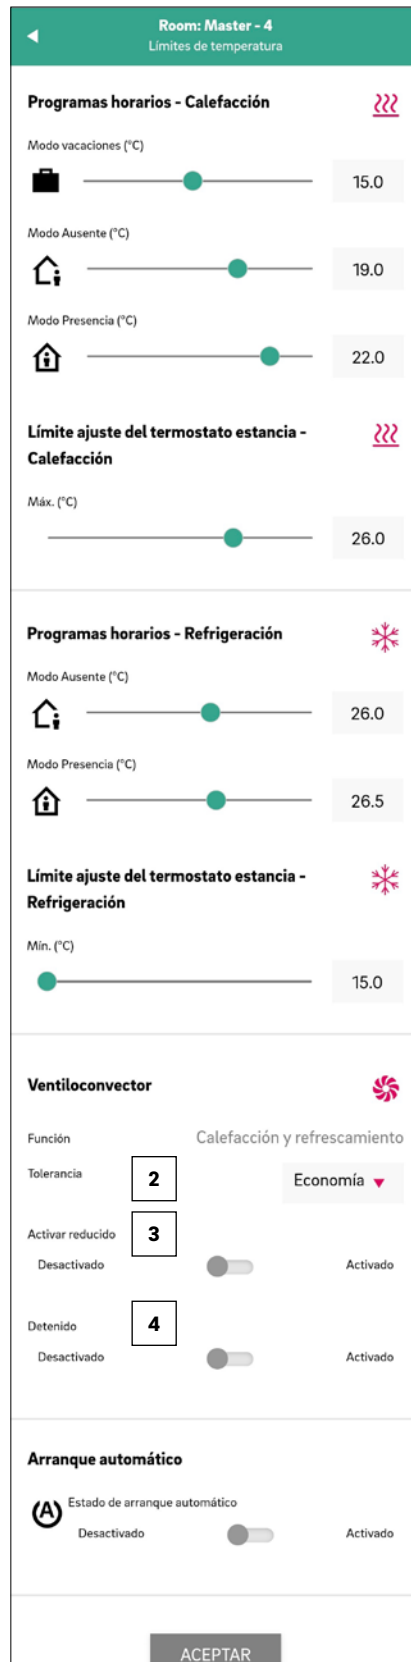 Room: Master - 4
Límites de temperatura
Programas horarios - Calefacción
Modo vacaciones (°C)
15.0
Modo Ausente (°C)
19.0
Modo Presencia (°C)
22.0
Límite ajuste del termostato estancia -
Calefacción
Máx. (°C)
26.0
Programas horarios - Refrigeración
Modo Ausente (°C)
26.0
Modo Presencia (°C)
26.5
Límite ajuste del termostato estancia -
Refrigeración
Mín. (°C)
15.0
Ventiloconvector
Función Calefacción y refrescamiento
Tolerancia 2 Economía
Activar reducido 3
Desactivado Activado
Detenido 4
Desactivado Activado
Arranque automático
(A) Estado de arranque automático
Desactivado Activado
ACEPTAR